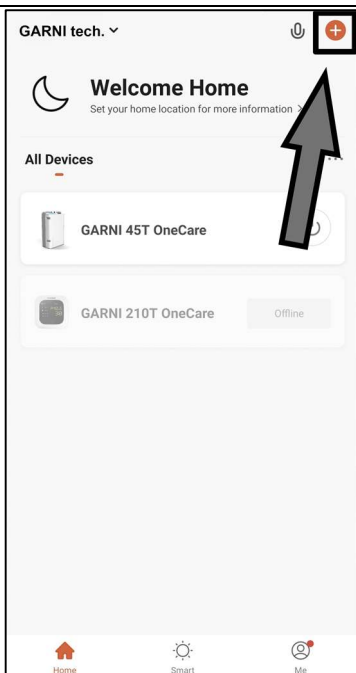 GARNI tech.
Welcome Home
Set your home location for more information >
All Devices
GARNI 45T OneCare
GARNI 210T OneCare
Offline
Home
Smart
Me